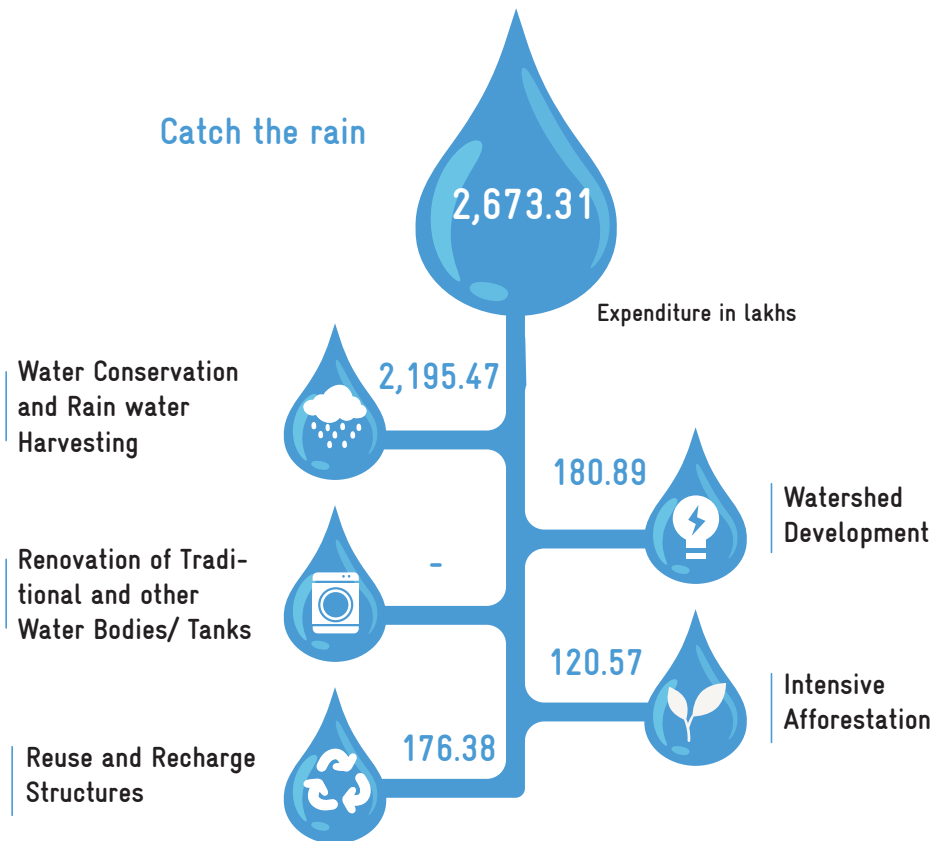 Catch the rain
2,673.31
Expenditure in lakhs
Water Conservation
and Rain water
Harvesting
2,195.47
180.89
Watershed
Development
Renovation of Tradi-
tional and other
Water Bodies/ Tanks
-
120.57
Intensive
Afforestation
Reuse and Recharge
Structures
176.38